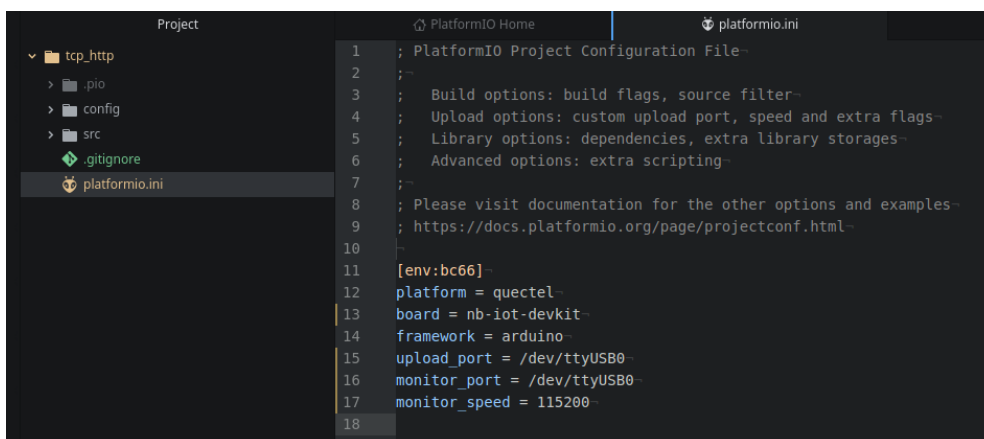 Project
tcp_http
.pio
config
src
.gitignore
platformio.ini
PlatformIO Home
platformio.ini
1 ; PlatformIO Project Configuration File
2 ;
3 ;   Build options: build flags, source filter
4 ;   Upload options: custom upload port, speed and extra flags
5 ;   Library options: dependencies, extra library storages
6 ;   Advanced options: extra scripting
7 ;
8 ; Please visit documentation for the other options and examples
9 ; https://docs.platformio.org/page/projectconf.html
10
11 [env:bc66]
12 platform = quectel
13 board = nb-iot-devkit
14 framework = arduino
15 upload_port = /dev/ttyUSB0
16 monitor_port = /dev/ttyUSB0
17 monitor_speed = 115200
18